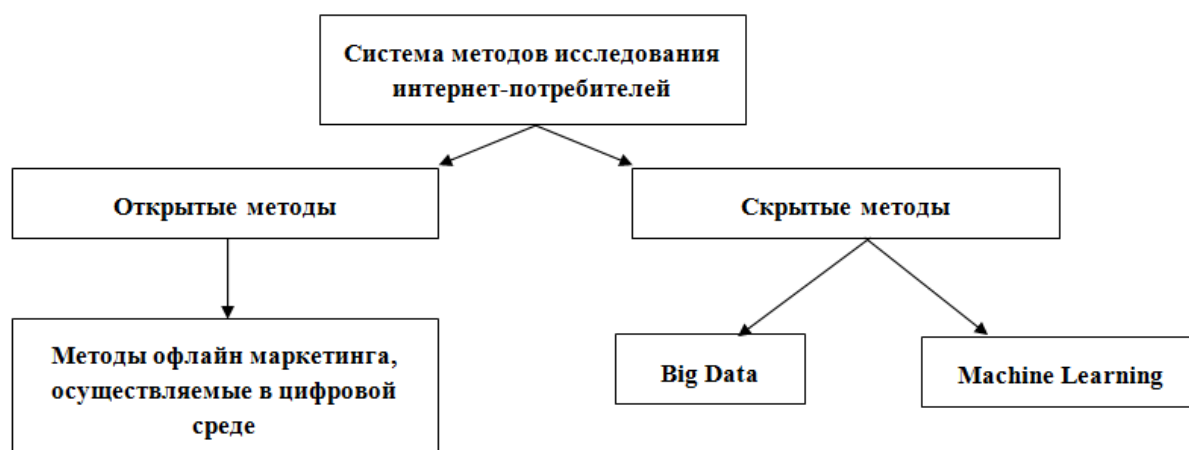 Система методов исследования
интернет-потребителей
Открытые методы
Скрытые методы
Методы офлайн маркетинга,
осуществляемые в цифровой
среде
Big Data
Machine Learning